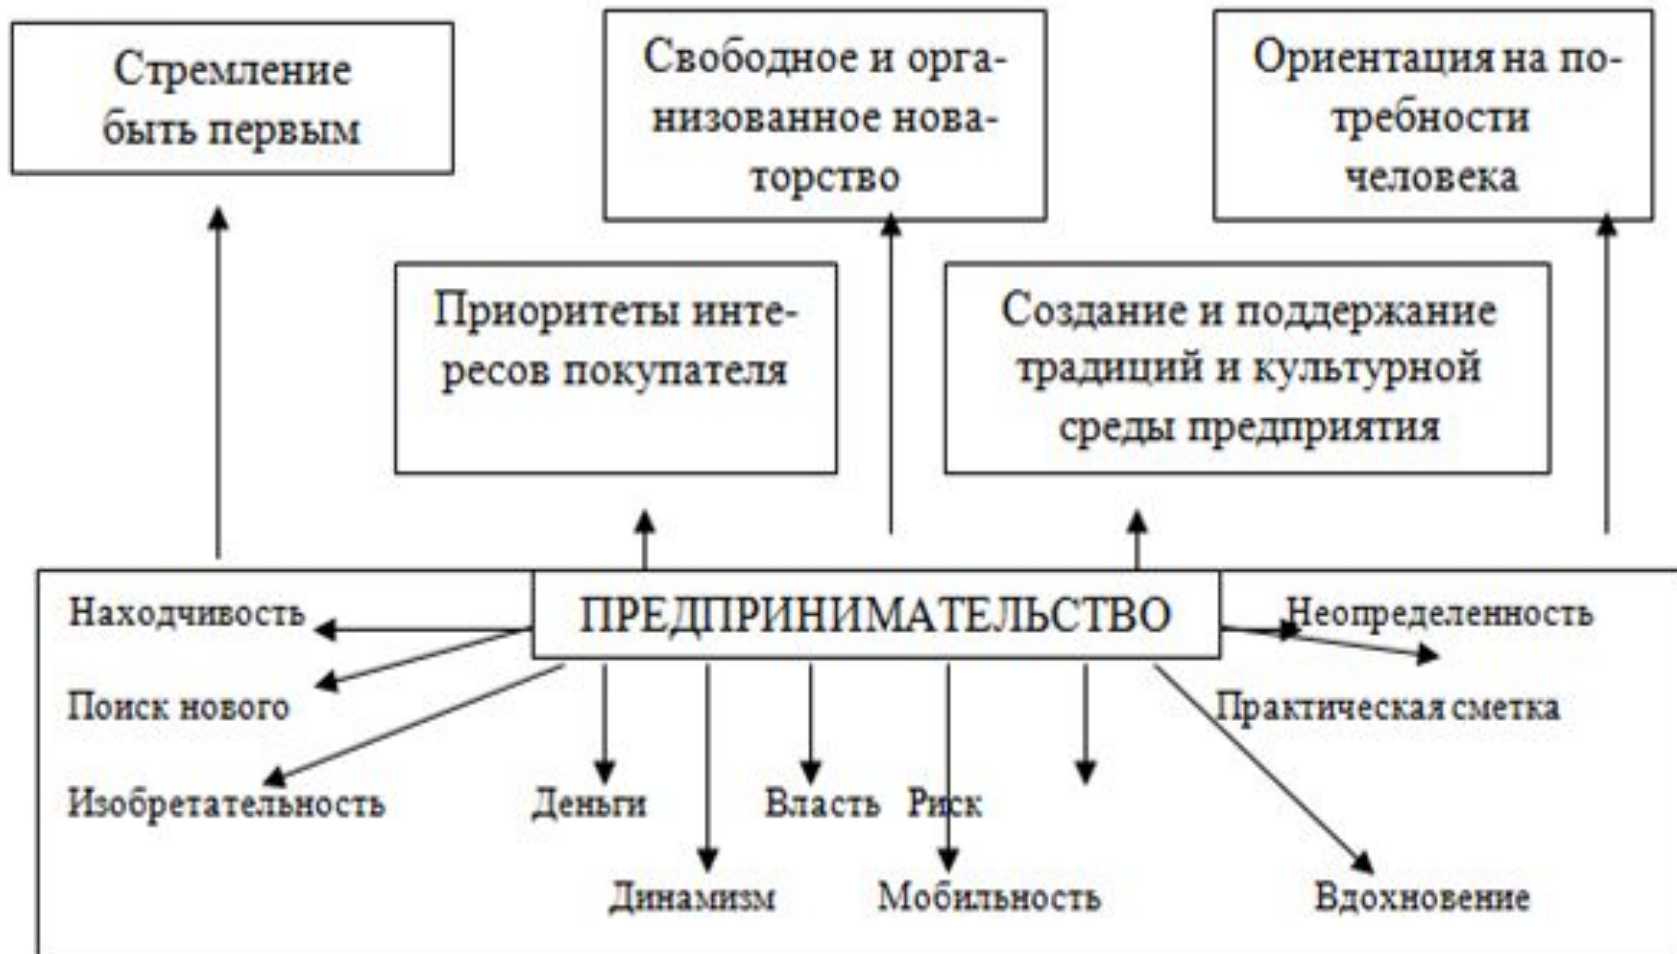 Стремление
быть первым
Свободное и орга-
низованное нова-
торство
Ориентация на по-
требности
человека
Приоритеты инте-
ресов покупателя
Создание и поддержание
традиций и культурной
среды предприятия
ПРЕДПРИНИМАТЕЛЬСТВО
Находчивость
Неопределенность
Поиск нового
Практическая сметка
Изобретательность
Деньги
Власть
Риск
Динамизм
Мобильность
Вдохновение